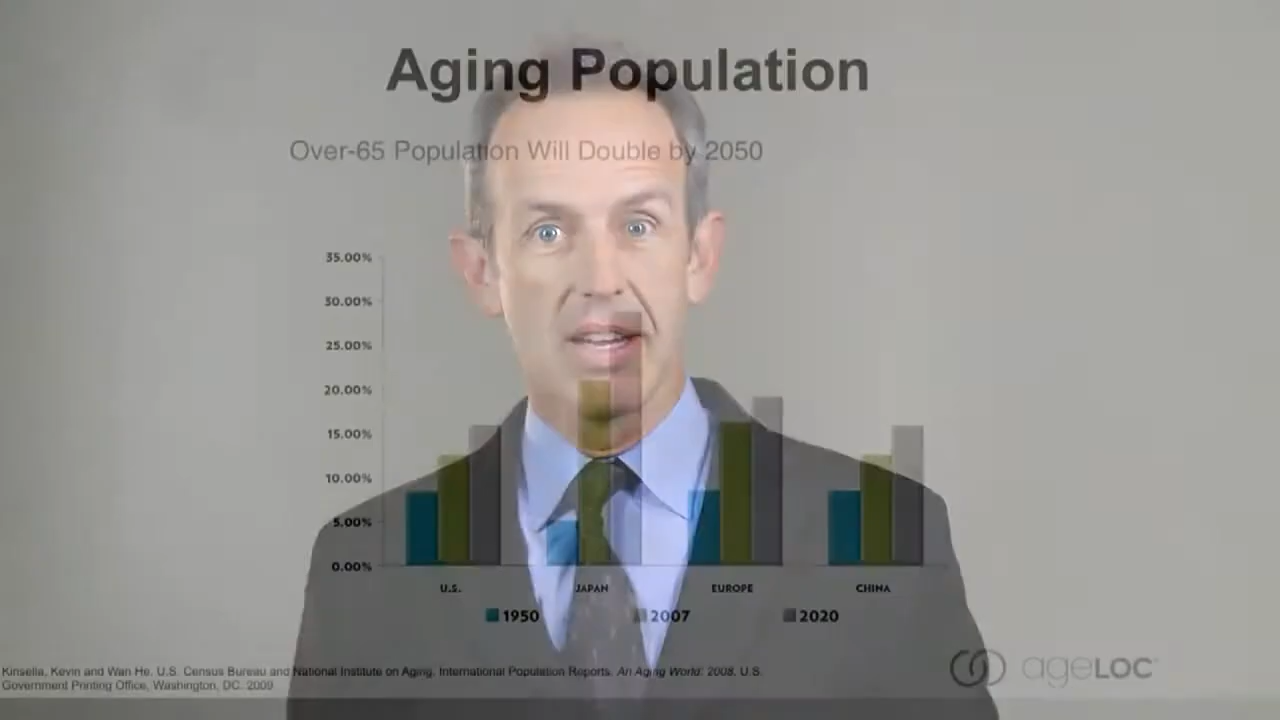 Aging Population
Over-65 Population Will Double by 2050
35.00%
30.00%
25.00%
20.00%
15.00%
10.00%
5.00%
0.00%
U.S. JAPAN EUROPE CHINA
1950 2007 2020
Kinsella, Kevin and Wan He. U.S. Census Bureau and National Institute on Aging. International Population Reports. An Aging World: 2008. U.S.
Government Printing Office, Washington, DC. 2009
ageLOC